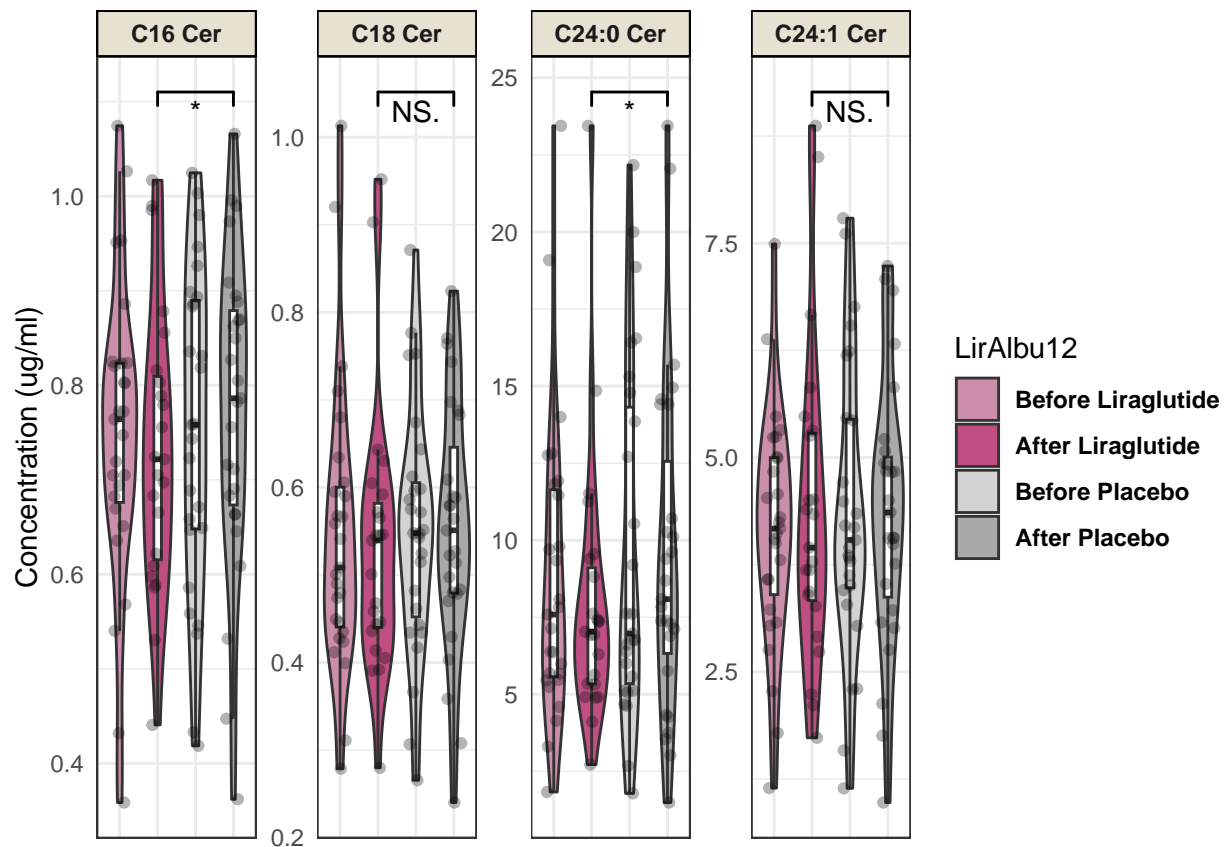 C16 Cer
C18 Cer
C24:0 Cer
C24:1 Cer
*
NS.
*
NS.
Concentration (ug/ml)
1.0
0.8
0.6
0.4
1.0
0.8
0.6
0.4
0.2
25
20
15
10
5
7.5
5.0
2.5
LirAlbu12
Before Liraglutide
After Liraglutide
Before Placebo
After Placebo